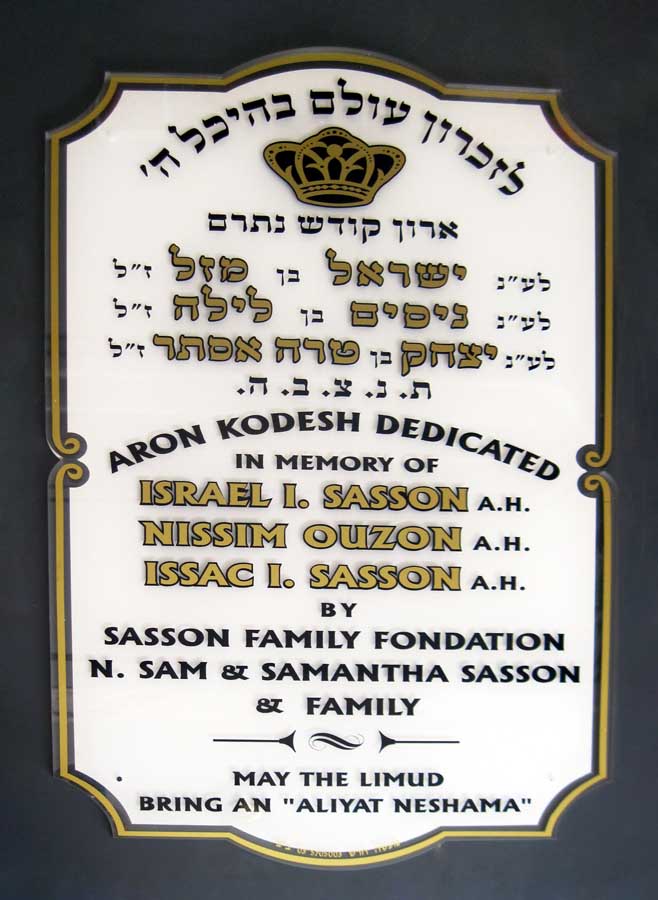 לזכרון עולם בהיכל ה'
ארון קודש נתרם
לע״נ ישראל בן מזל ז״ל
לע״נ ניסים בן לילה ז״ל
לע״נ יצחק בן טרה אסתר ז״ל
ת. נ. צ. ב. ה.
ARON KODESH DEDICATED
IN MEMORY OF
ISRAEL I. SASSON A.H.
NISSIM OUZON A.H.
ISSAC I. SASSON A.H.
BY
SASSON FAMILY FONDATION
N. SAM & SAMANTHA SASSON
& FAMILY
MAY THE LIMUD
BRING AN "ALIYAT NESHAMA"